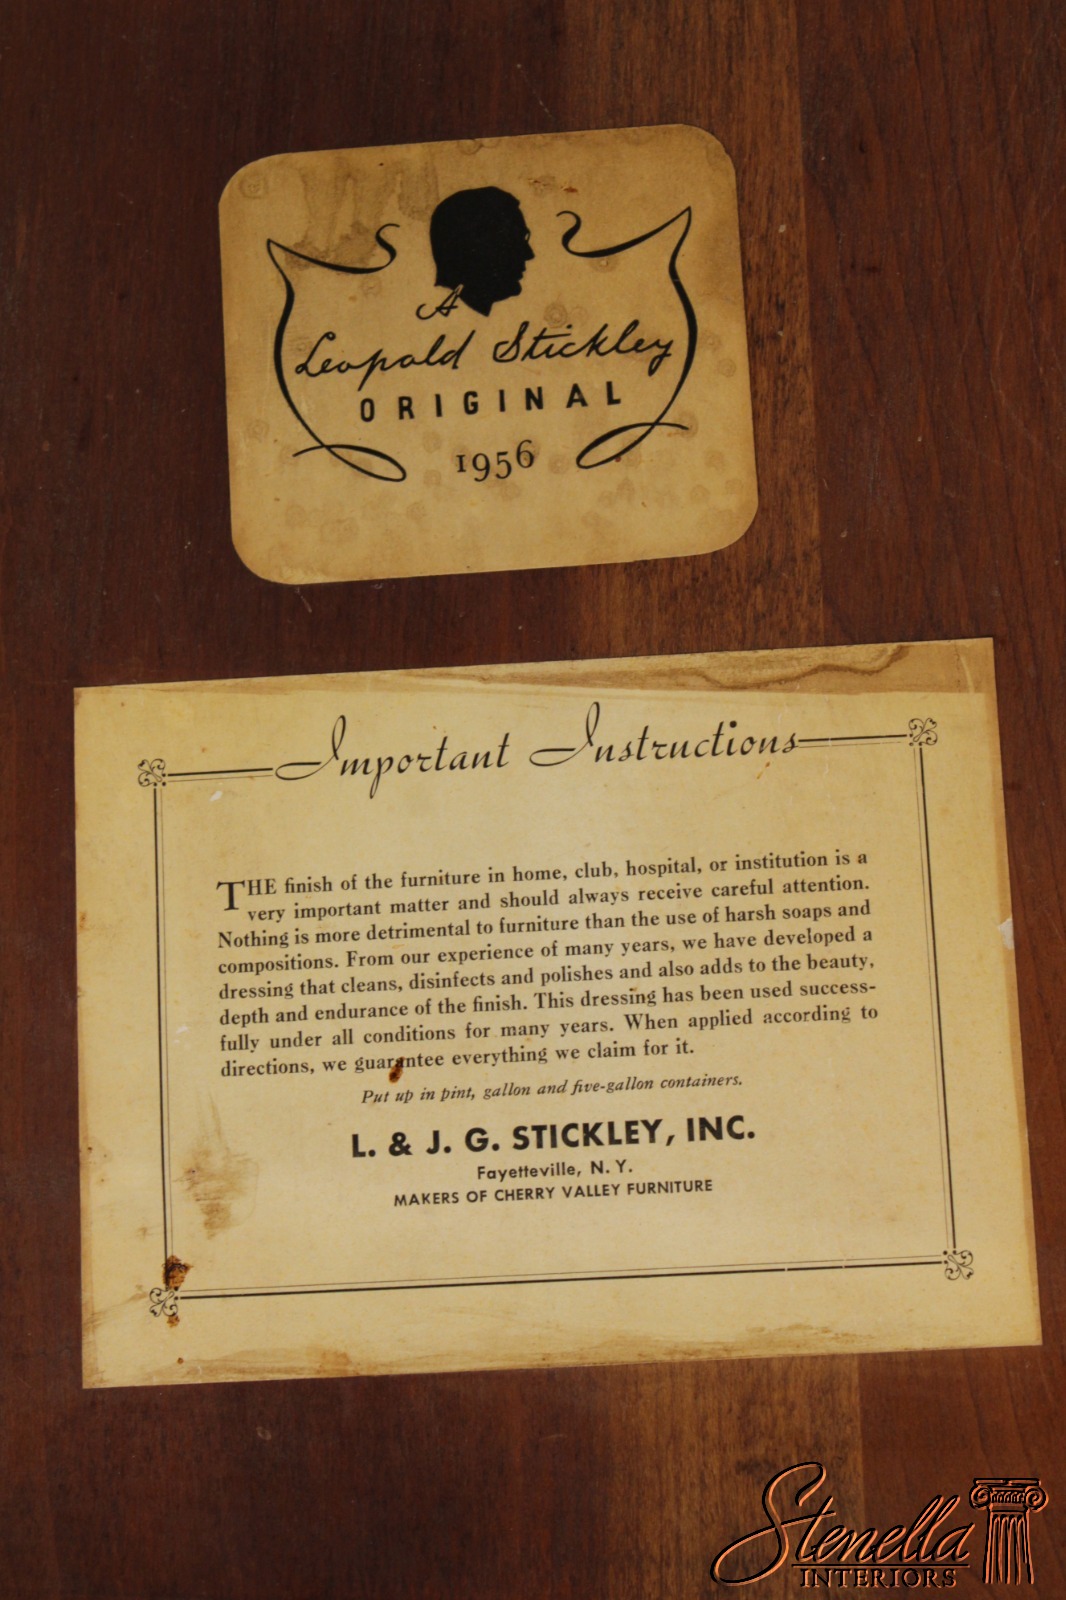 A
Leopold Stickley
ORIGINAL
1956
Important Instructions
THE finish of the furniture in home, club, hospital, or institution is a
very important matter and should always receive careful attention.
Nothing is more detrimental to furniture than the use of harsh soaps and
compositions. From our experience of many years, we have developed a
dressing that cleans, disinfects and polishes and also adds to the beauty,
depth and endurance of the finish. This dressing has been used success-
fully under all conditions for many years. When applied according to
directions, we guarantee everything we claim for it.
Put up in pint, gallon and five-gallon containers.
L. & J. G. STICKLEY, INC.
Fayetteville, N. Y.
MAKERS OF CHERRY VALLEY FURNITURE
Stenella
INTERIORS